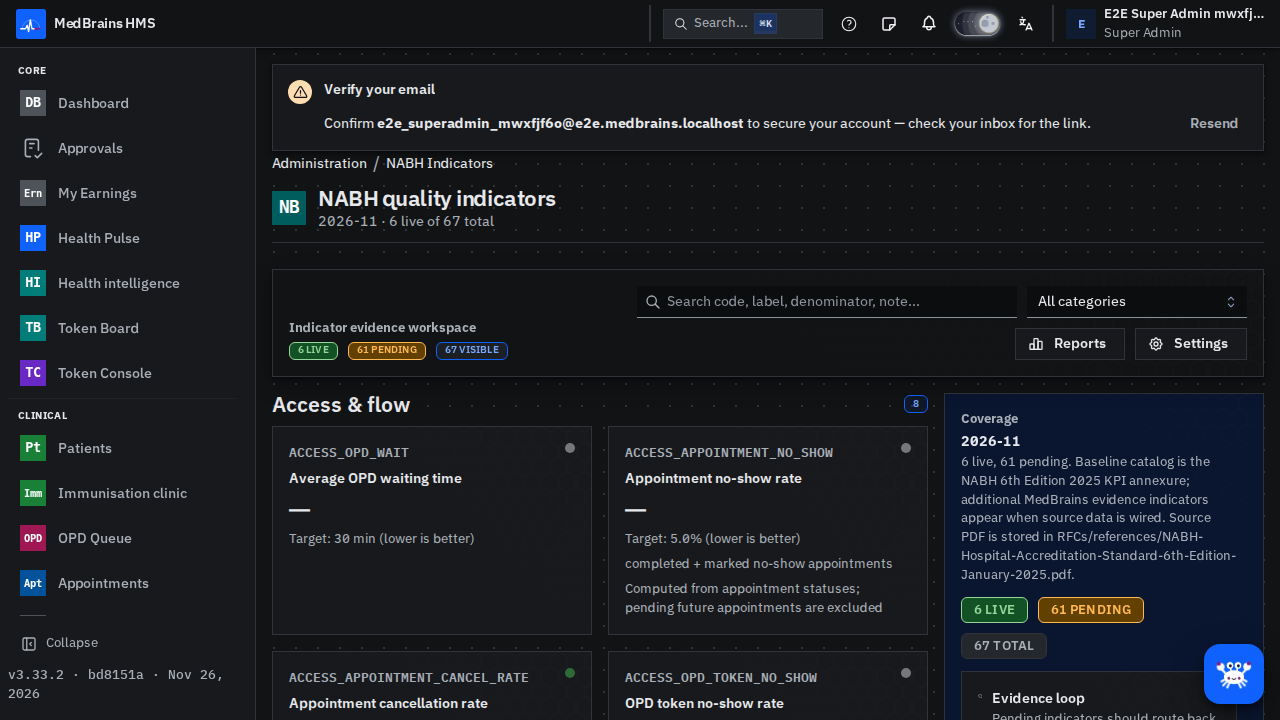 MedBrains HMS
Search... ⌘K
E
E2E Super Admin mwxfj...
Super Admin
CORE
DB Dashboard
Approvals
Ern My Earnings
HP Health Pulse
HI Health intelligence
TB Token Board
TC Token Console
CLINICAL
Pt Patients
Imm Immunisation clinic
OPD OPD Queue
Apt Appointments
Collapse
v3.33.2 · bd8151a · Nov 26,
2026
Verify your email
Confirm e2e_superadmin_mwxfjf6o@e2e.medbrains.localhost to secure your account — check your inbox for the link.
Resend
Administration / NABH Indicators
NB
NABH quality indicators
2026-11 · 6 live of 67 total
Search code, label, denominator, note...
All categories
Indicator evidence workspace
6 LIVE 61 PENDING 67 VISIBLE
Reports
Settings
Access & flow
8
ACCESS_OPD_WAIT
Average OPD waiting time
—
Target: 30 min (lower is better)
ACCESS_APPOINTMENT_NO_SHOW
Appointment no-show rate
—
Target: 5.0% (lower is better)
completed + marked no-show appointments
Computed from appointment statuses;
pending future appointments are excluded
ACCESS_APPOINTMENT_CANCEL_RATE
Appointment cancellation rate
ACCESS_OPD_TOKEN_NO_SHOW
OPD token no-show rate
Coverage
2026-11
6 live, 61 pending. Baseline catalog is the
NABH 6th Edition 2025 KPI annexure;
additional MedBrains evidence indicators
appear when source data is wired. Source
PDF is stored in RFCs/references/NABH-
Hospital-Accreditation-Standard-6th-Edition-
January-2025.pdf.
6 LIVE 61 PENDING
67 TOTAL
Evidence loop
Pending indicators should route back